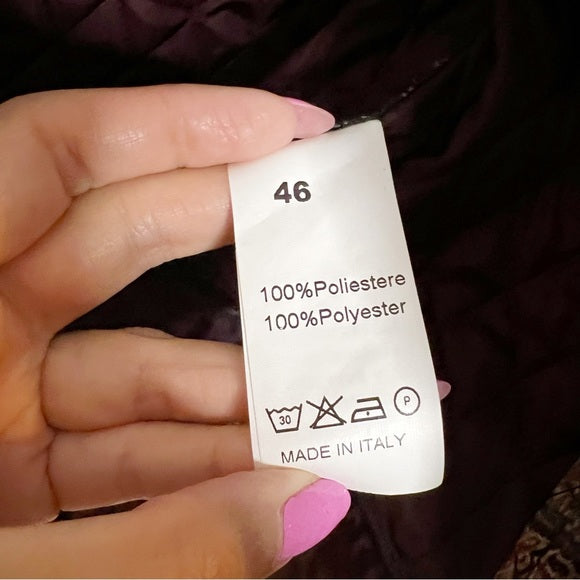 46
100%Poliestere
100%Polyester
30 P
MADE IN ITALY